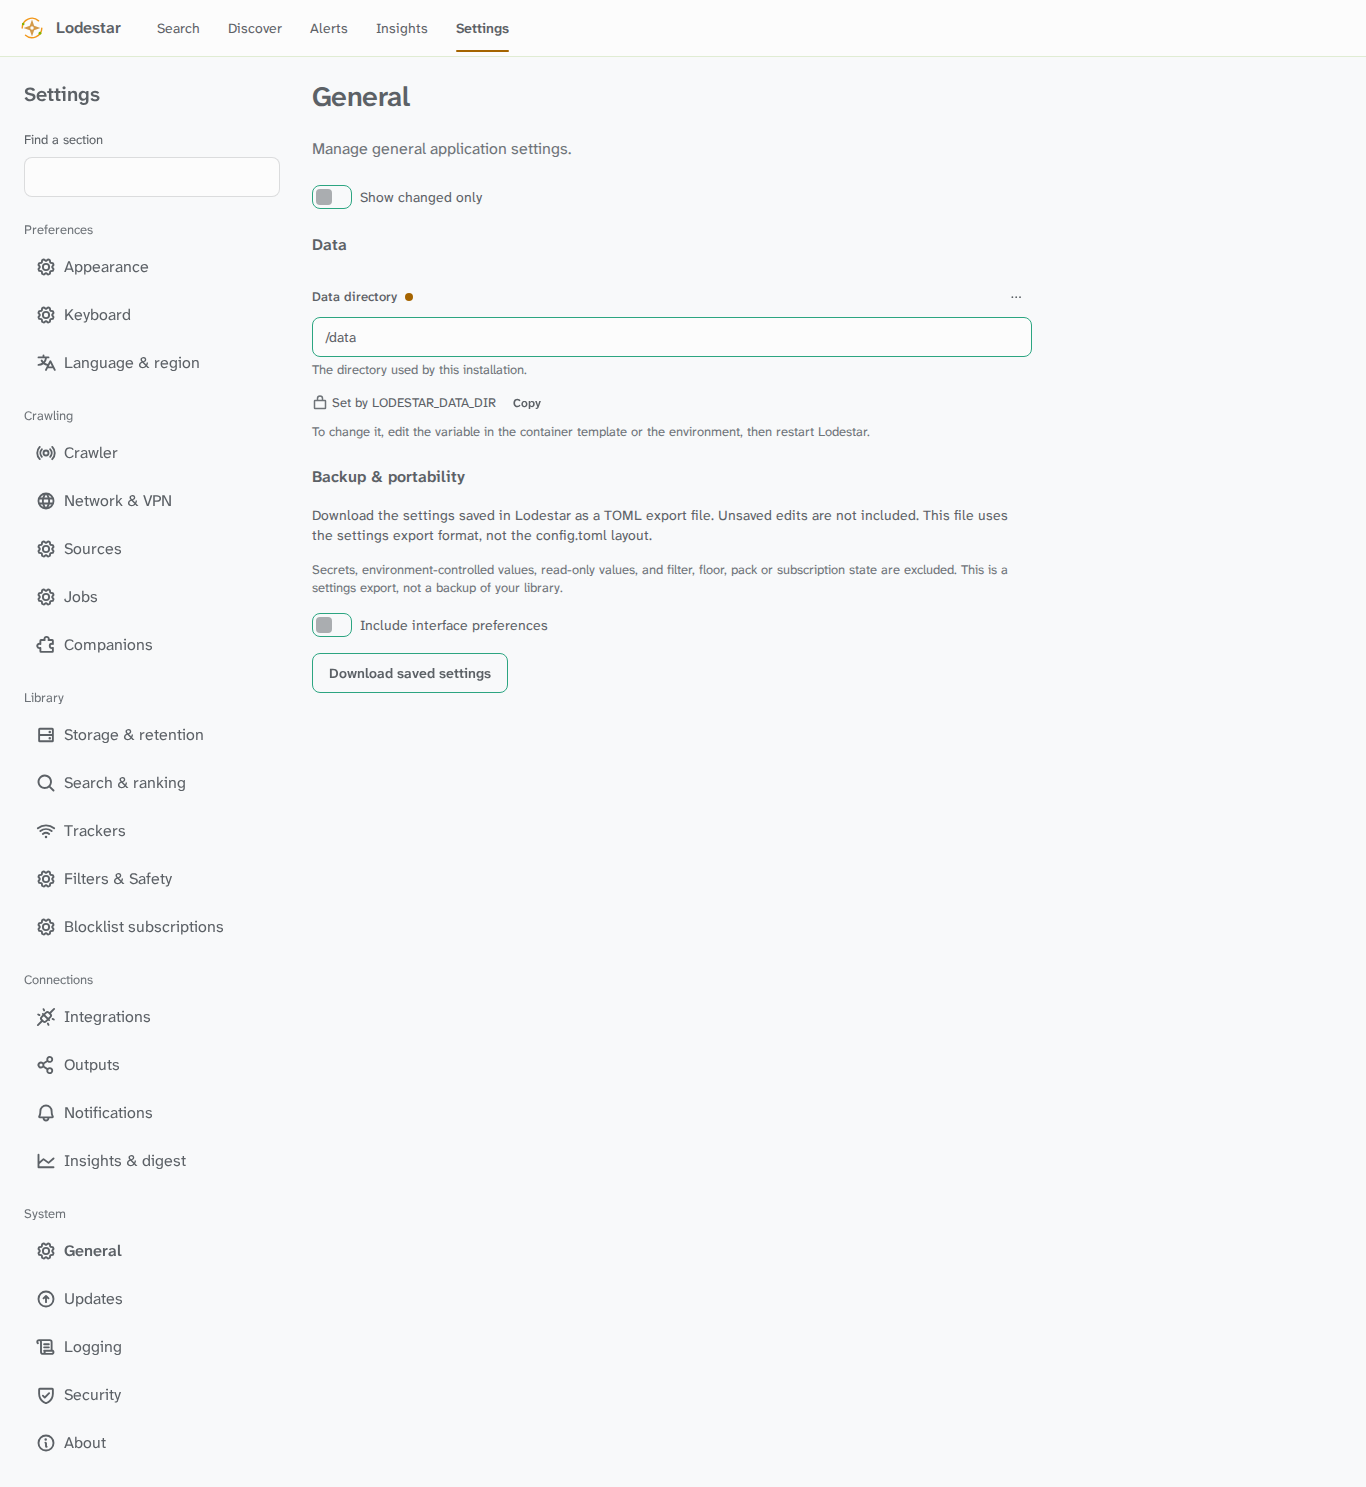 Lodestar
Search
Discover
Alerts
Insights
Settings
Settings
Find a section
Preferences
Appearance
Keyboard
Language & region
Crawling
Crawler
Network & VPN
Sources
Jobs
Companions
Library
Storage & retention
Search & ranking
Trackers
Filters & Safety
Blocklist subscriptions
Connections
Integrations
Outputs
Notifications
Insights & digest
System
General
Updates
Logging
Security
About
General
Manage general application settings.
Show changed only
Data
Data directory
...
/data
The directory used by this installation.
Set by LODESTAR_DATA_DIR
Copy
To change it, edit the variable in the container template or the environment, then restart Lodestar.
Backup & portability
Download the settings saved in Lodestar as a TOML export file. Unsaved edits are not included. This file uses
the settings export format, not the config.toml layout.
Secrets, environment-controlled values, read-only values, and filter, floor, pack or subscription state are excluded. This is a
settings export, not a backup of your library.
Include interface preferences
Download saved settings